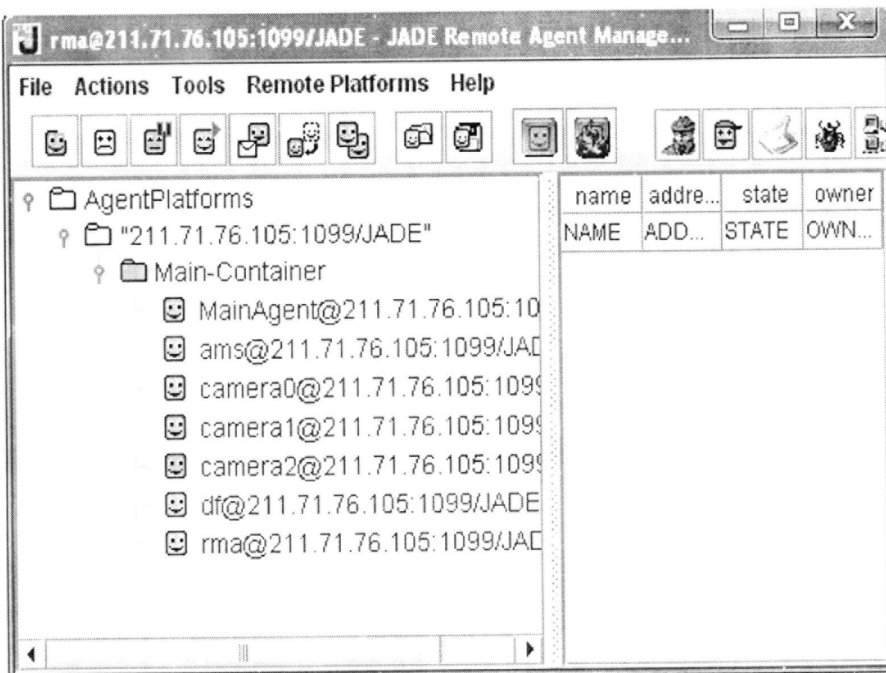 rma@211.71.76.105:1099/JADE - JADE Remote Agent Manage...
File Actions Tools Remote Platforms Help
AgentPlatforms
"211.71.76.105:1099/JADE"
Main-Container
MainAgent@211.71.76.105:10
ams@211.71.76.105:1099/JAD
camera0@211.71.76.105:1099
camera1@211.71.76.105:1099
camera2@211.71.76.105:1099
df@211.71.76.105:1099/JADE
rma@211.71.76.105:1099/JAD
name addre... state owner
NAME ADD... STATE OWN...